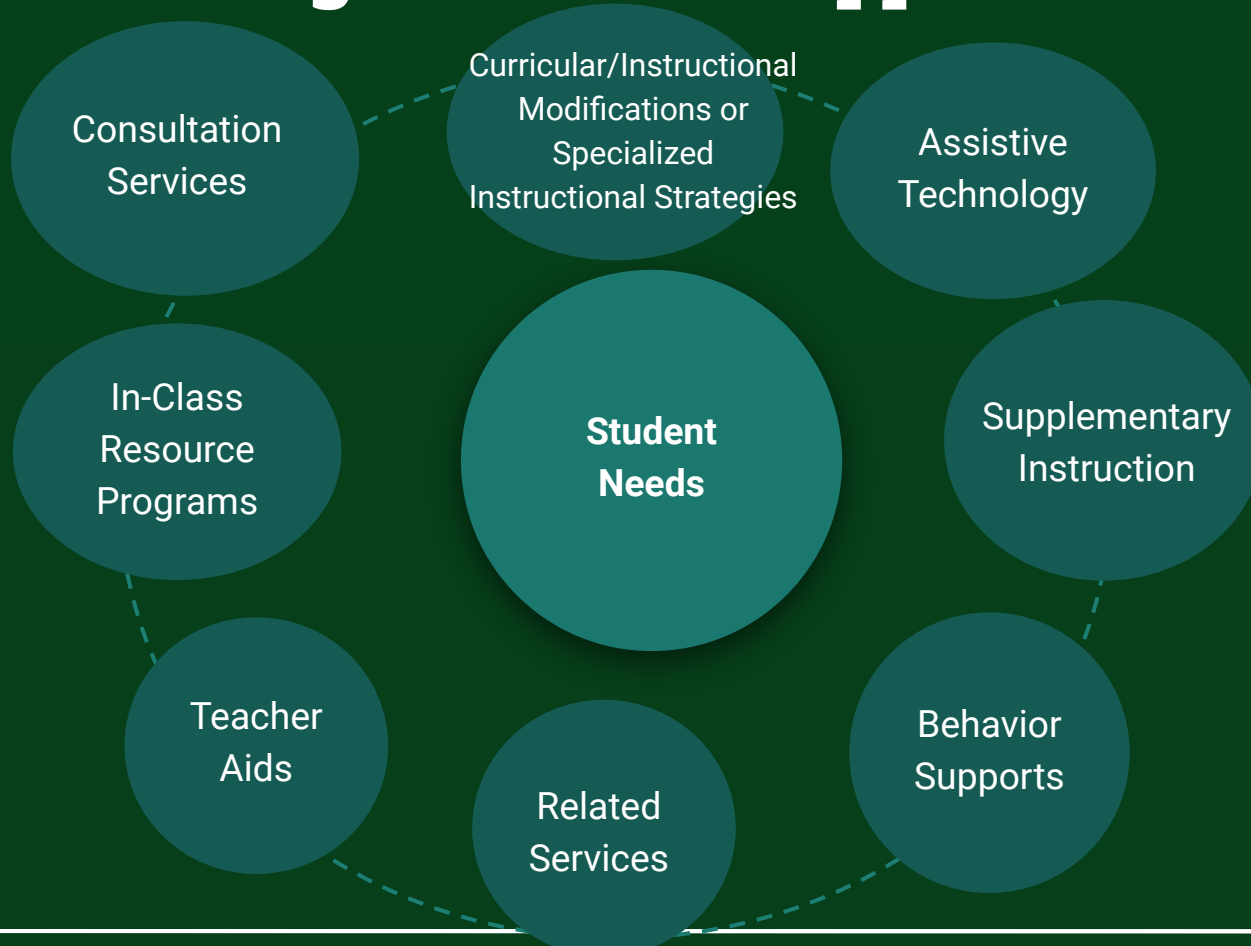 Curricular/Instructional
Modifications or
Specialized
Instructional Strategies
Consultation
Services
Assistive
Technology
In-Class
Resource
Programs
Student
Needs
Supplementary
Instruction
Teacher
Aids
Behavior
Supports
Related
Services